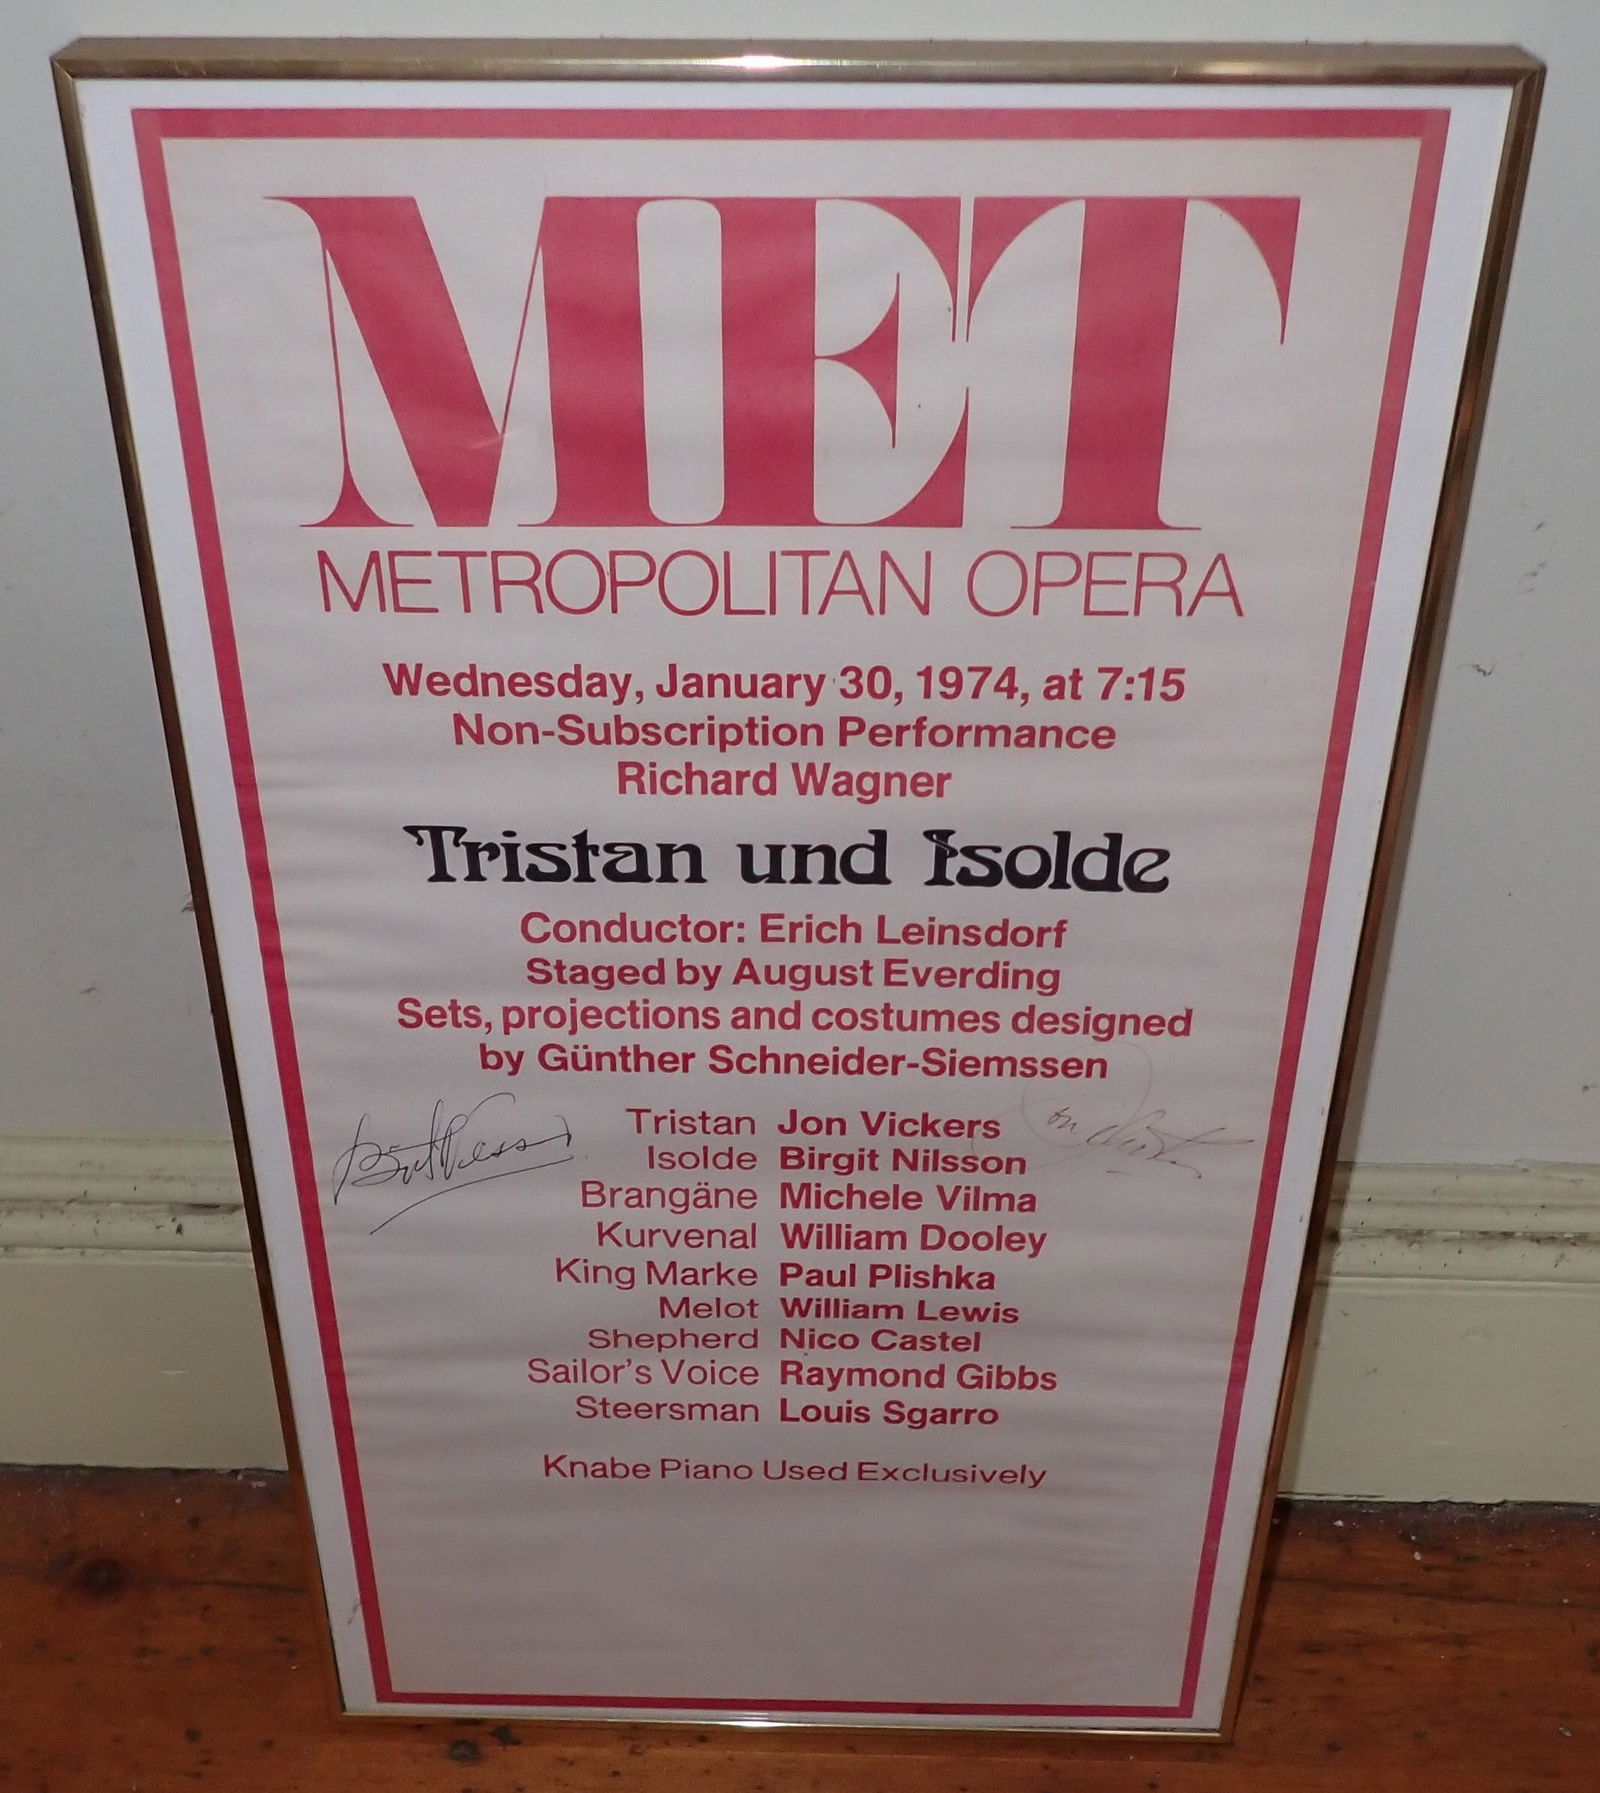 MET
METROPOLITAN OPERA
Wednesday, January 30, 1974, at 7:15
Non-Subscription Performance
Richard Wagner
Tristan und Isolde
Conductor: Erich Leinsdorf
Staged by August Everding
Sets, projections and costumes designed
by Günther Schneider-Siemssen
Tristan Jon Vickers
Isolde Birgit Nilsson
Brangäne Michele Vilma
Kurvenal William Dooley
King Marke Paul Plishka
Melot William Lewis
Shepherd Nico Castel
Sailor's Voice Raymond Gibbs
Steersman Louis Sgarro
Knabe Piano Used Exclusively